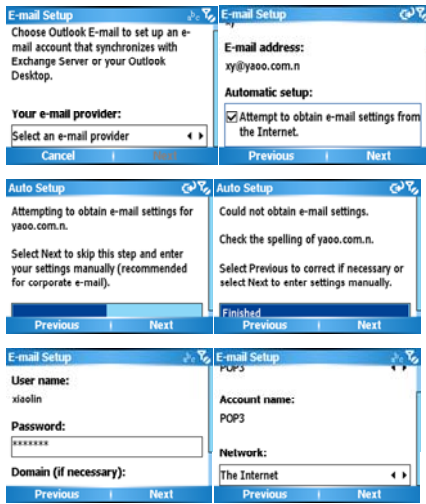 E-mail Setup
Choose Outlook E-mail to set up an e-
mail account that synchronizes with
Exchange Server or your Outlook
Desktop.
Your e-mail provider:
Select an e-mail provider
Cancel
Next
E-mail Setup
E-mail address:
xy@yaoo.com.n
Automatic setup:
Attempt to obtain e-mail settings from
the Internet.
Previous
Next
Auto Setup
Attempting to obtain e-mail settings for
yaoo.com.n.
Select Next to skip this step and enter
your settings manually (recommended
for corporate e-mail).
Previous
Next
Auto Setup
Could not obtain e-mail settings.
Check the spelling of yaoo.com.n.
Select Previous to correct if necessary or
select Next to enter settings manually.
Finished
Previous
Next
E-mail Setup
User name:
xiaolin
Password:
*******
Domain (if necessary):
Previous
Next
E-mail Setup
POP3
Account name:
POP3
Network:
The Internet
Previous
Next